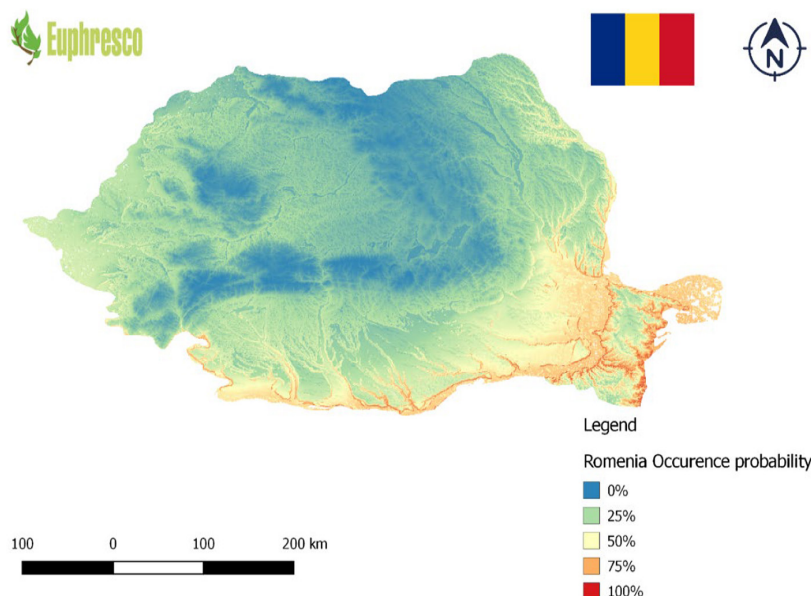 Euphresco
N
Legend
Romenia Occurence probability
0%
25%
50%
75%
100%
100 0 100 200 km